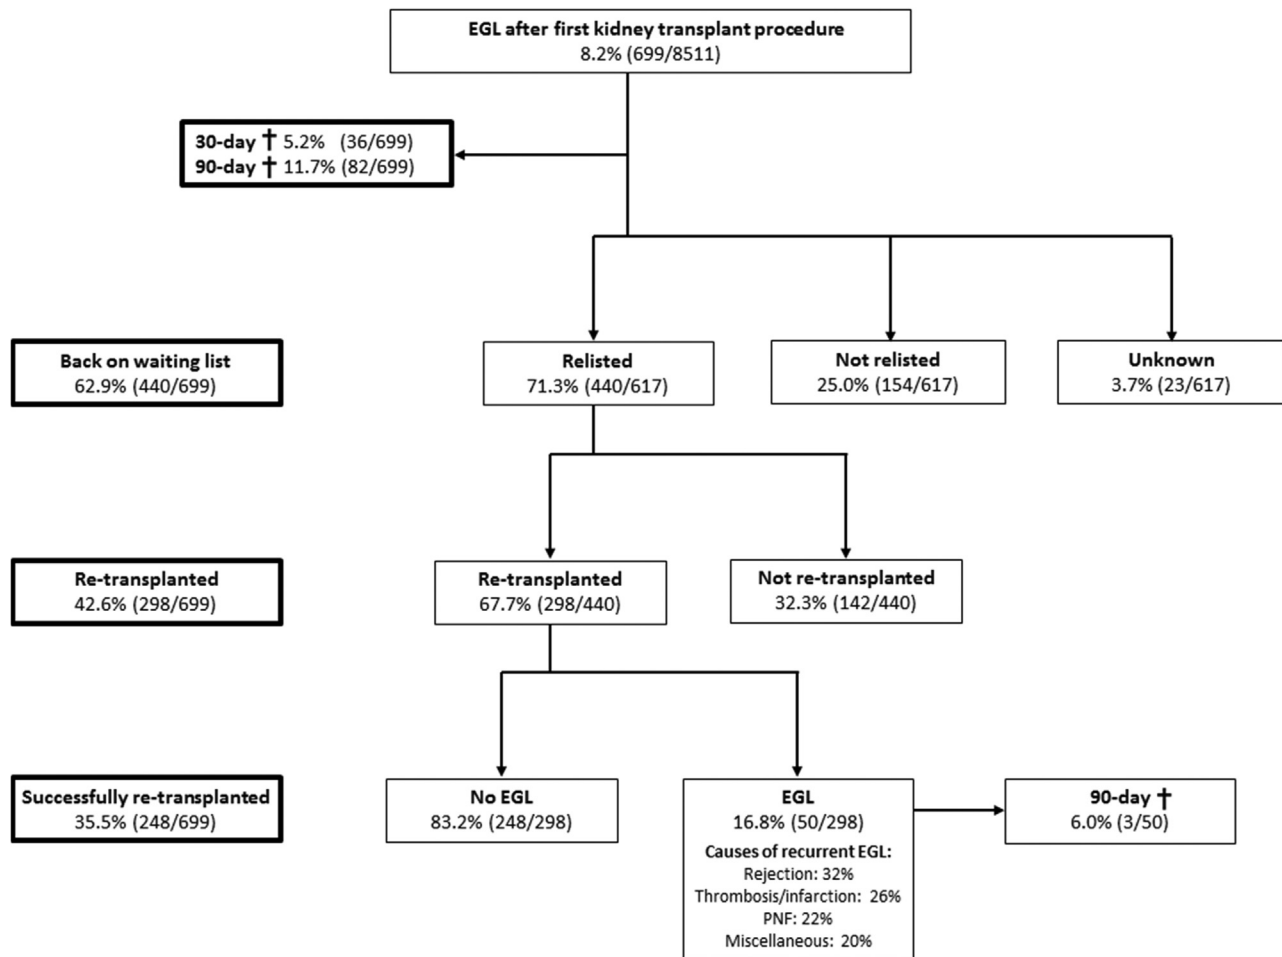 EGL after first kidney transplant procedure
8.2% (699/8511)
30-day † 5.2% (36/699)
90-day † 11.7% (82/699)
Back on waiting list
62.9% (440/699)
Relisted
71.3% (440/617)
Not relisted
25.0% (154/617)
Unknown
3.7% (23/617)
Re-transplanted
42.6% (298/699)
Re-transplanted
67.7% (298/440)
Not re-transplanted
32.3% (142/440)
Successfully re-transplanted
35.5% (248/699)
No EGL
83.2% (248/298)
EGL
16.8% (50/298)
Causes of recurrent EGL:
Rejection: 32%
Thrombosis/infarction: 26%
PNF: 22%
Miscellaneous: 20%
90-day †
6.0% (3/50)